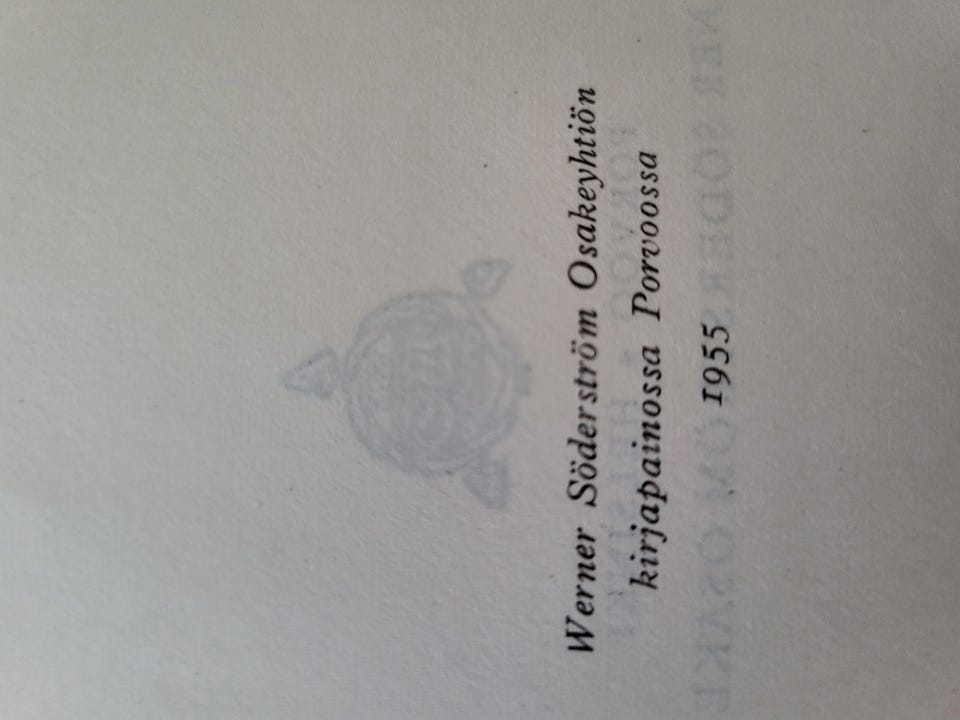 Werner Söderström Osakeyhtiön
kirjapainossa Porvoossa
1955